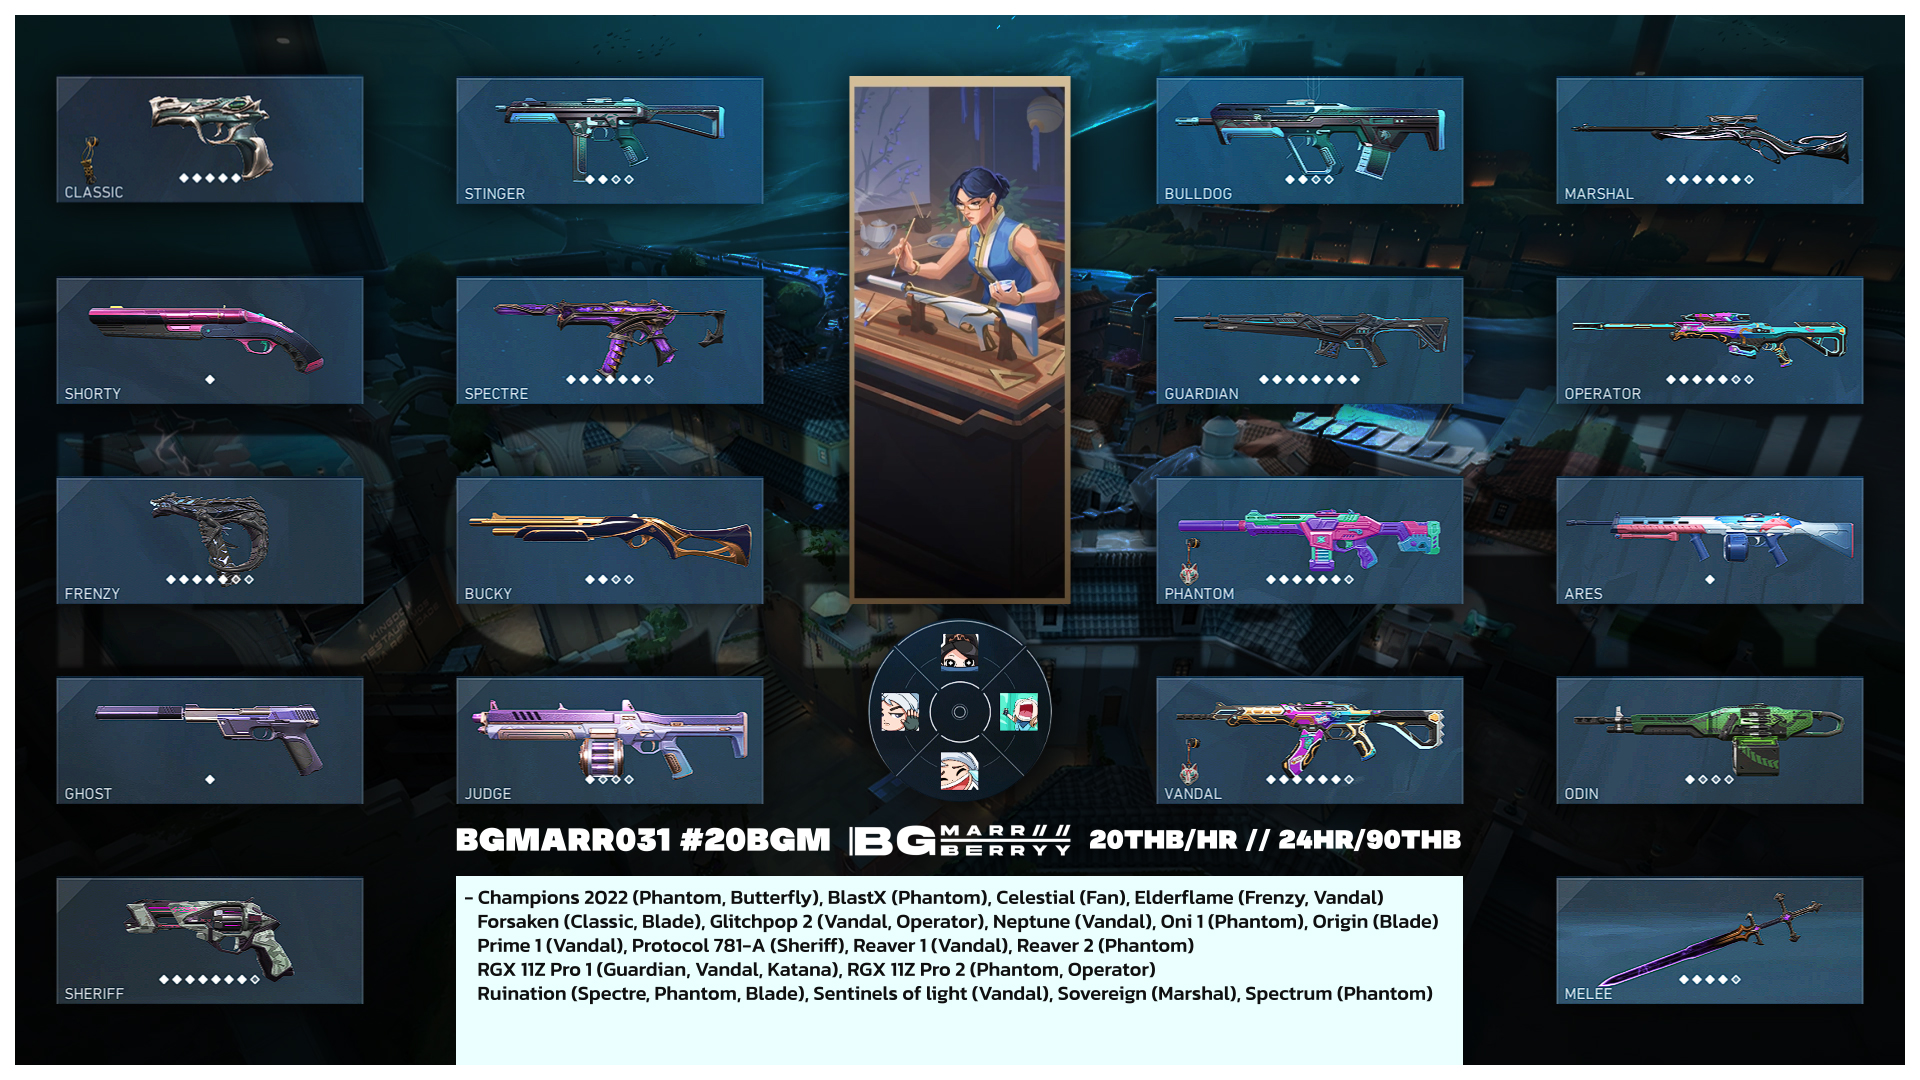 CLASSIC
STINGER
BULLDOG
MARSHAL
SHORTY
SPECTRE
GUARDIAN
OPERATOR
FRENZY
BUCKY
PHANTOM
ARES
GHOST
JUDGE
VANDAL
ODIN
BGMARR031 #20BGM
BG MARR// //
BERRYY
20THB/HR // 24HR/90THB
SHERIFF
MELEE
- Champions 2022 (Phantom, Butterfly), BlastX (Phantom), Celestial (Fan), Elderflame (Frenzy, Vandal)
Forsaken (Classic, Blade), Glitchpop 2 (Vandal, Operator), Neptune (Vandal), Oni 1 (Phantom), Origin (Blade)
Prime 1 (Vandal), Protocol 781-A (Sheriff), Reaver 1 (Vandal), Reaver 2 (Phantom)
RGX 11Z Pro 1 (Guardian, Vandal, Katana), RGX 11Z Pro 2 (Phantom, Operator)
Ruination (Spectre, Phantom, Blade), Sentinels of light (Vandal), Sovereign (Marshal), Spectrum (Phantom)